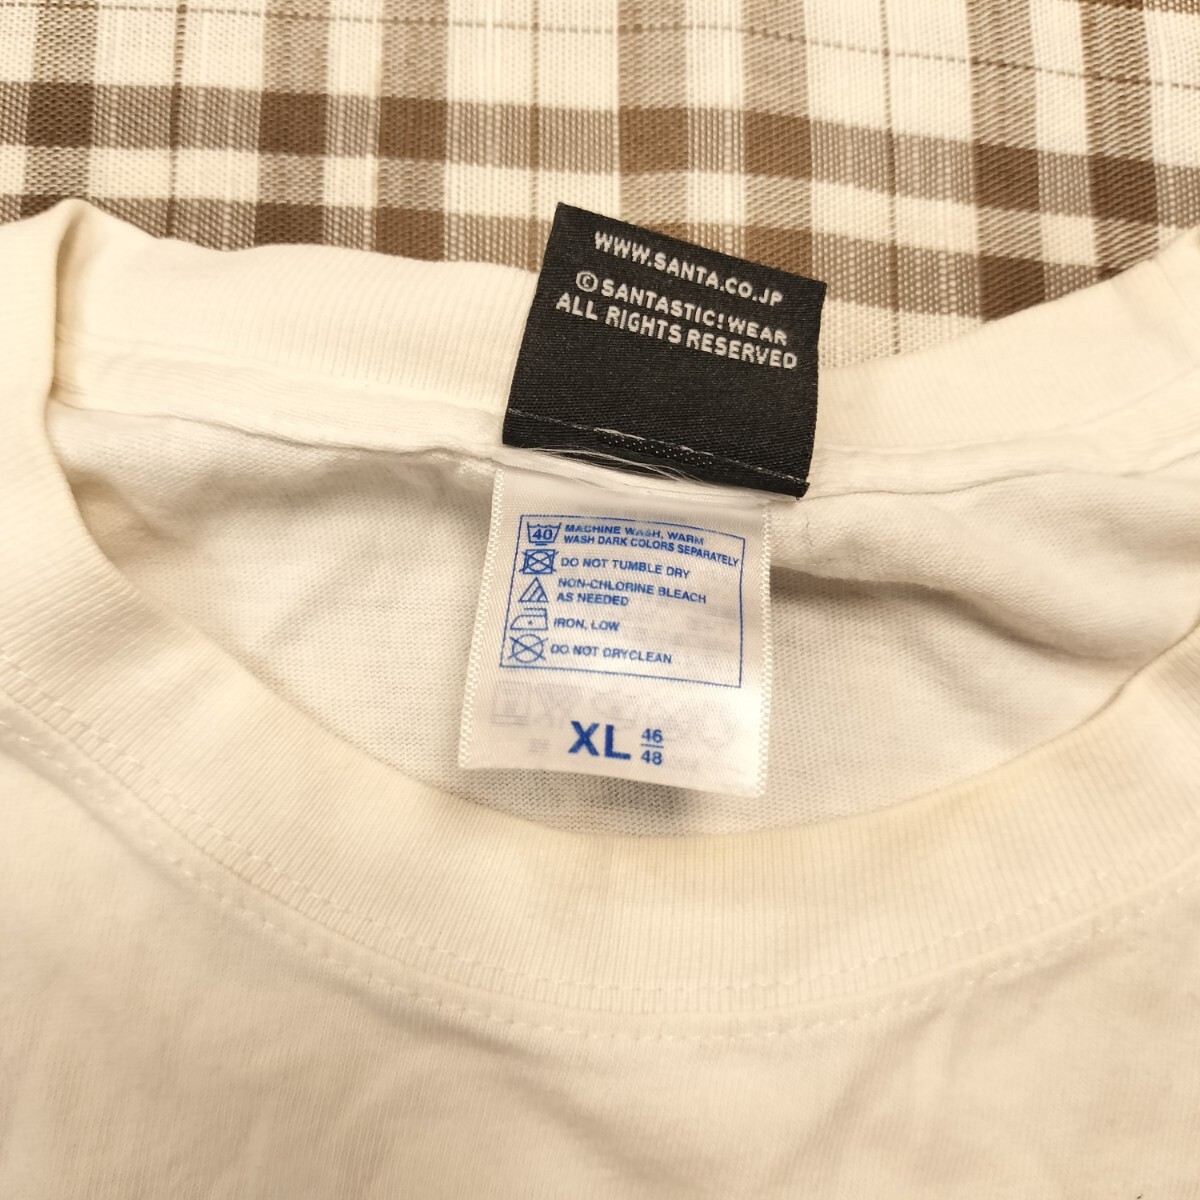 WWW.SANTA.CO.JP
© SANTASTIC! WEAR
ALL RIGHTS RESERVED
40 MACHINE WASH, WARM
WASH DARK COLORS SEPARATELY
DO NOT TUMBLE DRY
NON-CHLORINE BLEACH
AS NEEDED
IRON, LOW
DO NOT DRYCLEAN
XL 46
48